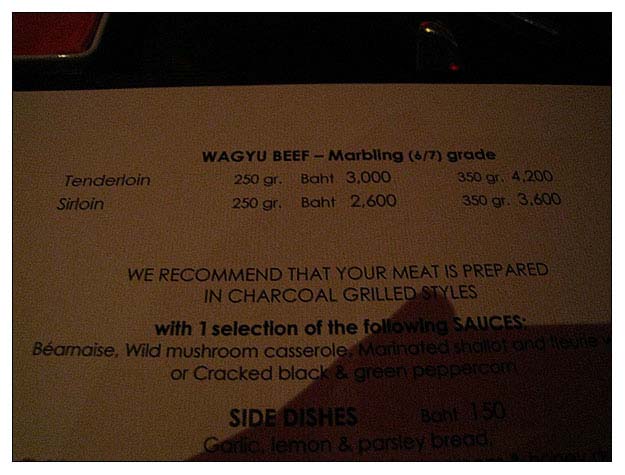 WAGYU BEEF – Marbling (6/7) grade
Tenderloin 250 gr. Baht 3,000 350 gr. 4,200
Sirloin 250 gr. Baht 2,600 350 gr. 3,600
WE RECOMMEND THAT YOUR MEAT IS PREPARED
IN CHARCOAL GRILLED STYLES
with 1 selection of the following SAUCES:
Béarnaise, Wild mushroom casserole, Marinated shallot and fleurie
or Cracked black & green peppercorn
SIDE DISHES Baht 150
Garlic, lemon & parsley bread,